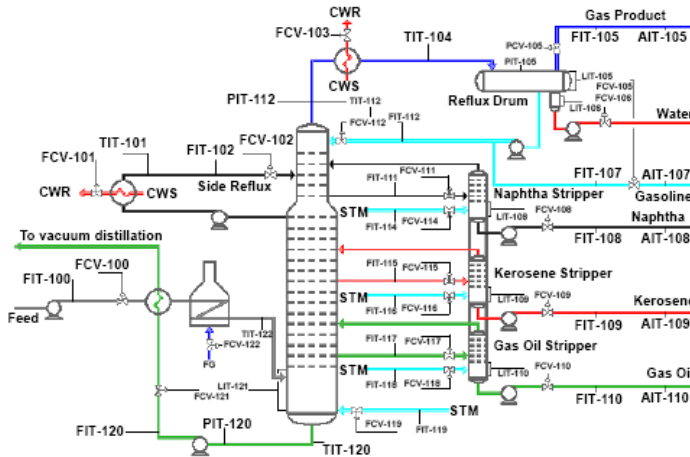 CWR
Gas Product
FCV-103
TIT-104
PCV-105
FIT-105
AIT-105
PIT-105
LIT-105
FCV-105
CWS
PIT-112
TIT-112
Reflux Drum
LIT-106
FCV-106
FCV-112
FIT-112
Water
TIT-101
FIT-102
FCV-102
FCV-101
FIT-107
AIT-107
CWR
CWS
Side Reflux
FIT-111
FCV-111
Naphtha Stripper
Gasoline
STM
FCV-114
FIT-114
LIT-108
FCV-108
Naphtha
FIT-108
AIT-108
To vacuum distillation
FIT-100
FCV-100
FIT-115
FCV-115
Kerosene Stripper
STM
FIT-116
FCV-116
LIT-109
FCV-109
Kerosene
Feed
TIT-122
FIT-109
AIT-109
FCV-122
FG
FIT-117
FCV-117
Gas Oil Stripper
STM
FIT-118
FCV-118
LIT-110
FCV-110
Gas Oil
LIT-121
FCV-121
FIT-110
AIT-110
FIT-120
PIT-120
TIT-120
FCV-119
FIT-119
STM